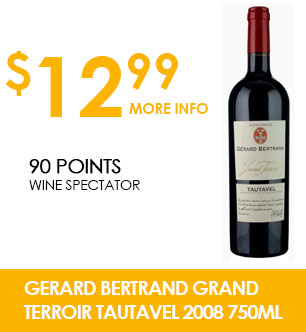 $12.99
MORE INFO
90 POINTS
WINE SPECTATOR
GERARD BERTRAND
Grand Terroir
TAUTAVEL
GERARD BERTRAND GRAND
TERROIR TAUTAVEL 2008 750ML